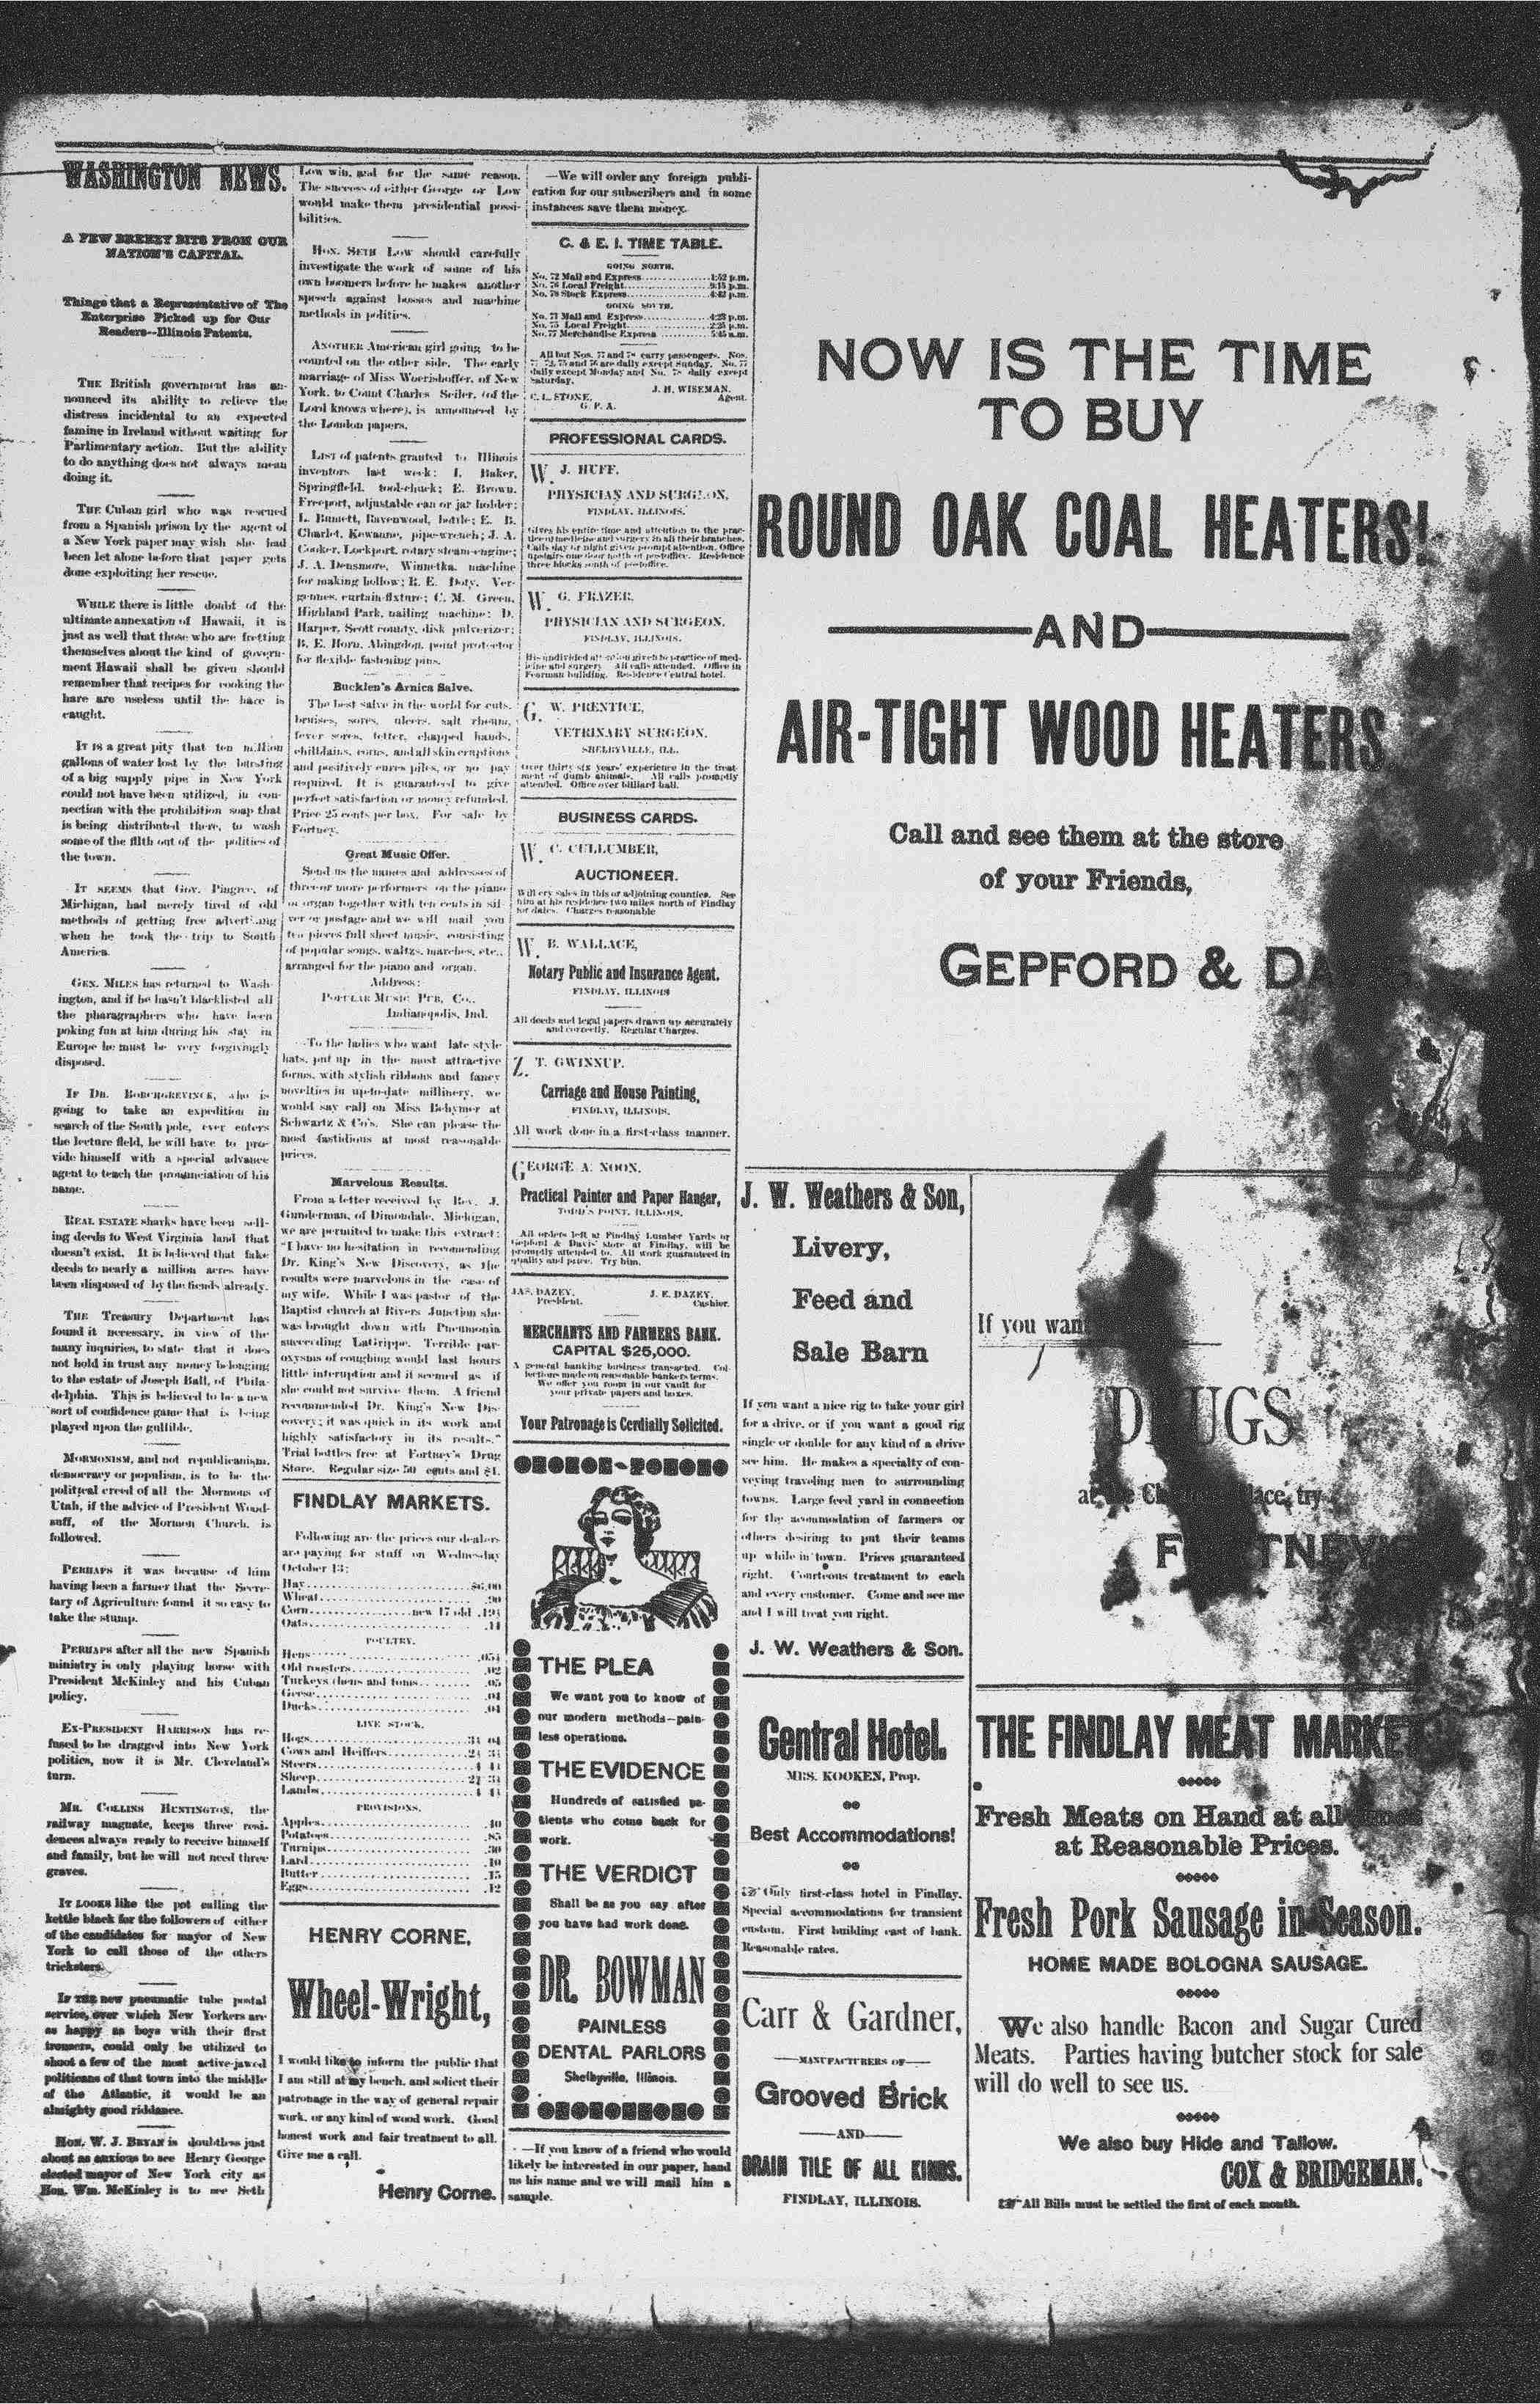 WASHINGTON NEWS.
A FEW BREEZY BITS FROM OUR
NATION'S CAPITAL.
Things that a Representative of The
Enterprise Picked up for Our
Readers--Illinois Patents.
THE British government has an-
nounced its ability to relieve the
distress incidental to an expected
famine in Ireland without waiting for
Parlimentary action. But the ability
to do anything does not always mean
doing it.
THE Cuban girl who was rescued
from a Spanish prison by the agent of
a New York paper may wish she had
been let alone before that paper gets
done exploiting her rescue.
WHILE there is little doubt of the
ultimate annexation of Hawaii, it is
just as well that those who are fretting
themselves about the kind of govern-
ment Hawaii shall be given should
remember that recipes for cooking the
hare are useless until the hare is
caught.
IT is a great pity that ten million
gallons of water lost by the bursting
of a big supply pipe in New York
could not have been utilized, in con-
nection with the prohibition soap that
is being distributed there, to wash
some of the filth out of the politics of
the town.
IT SEEMS that Gov. Pingree, of
Michigan, had merely tired of old
methods of getting free advertising
when he took the trip to South
America.
GEN. MILES has returned to Wash-
ington, and if he hasn't blacklisted all
the pharagraphers who have been
poking fun at him during his stay in
Europe he must be very forgivingly
disposed.
IF DR. BORCHGREVINCK, who is
going to take an expedition in
search of the South pole, ever enters
the lecture field, he will have to pro-
vide himself with a special advance
agent to teach the pronunciation of his
name.
REAL ESTATE sharks have been sell-
ing deeds to West Virginia land that
doesn't exist. It is believed that fake
deeds to nearly a million acres have
been disposed of by the fiends already.
THE Treasury Department has
found it necessary, in view of the
many inquiries, to state that it does
not hold in trust any money belonging
to the estate of Joseph Ball, of Phila-
delphia. This is believed to be a new
sort of confidence game that is being
played upon the gullible.
MORMONISM, and not republicanism,
democracy or populism, is to be the
political creed of all the Mormons of
Utah, if the advice of President Wood-
suff, of the Mormon Church, is
followed.
PERHAPS it was because of him
having been a farmer that the Secre-
tary of Agriculture found it so easy to
take the stump.
PERHAPS after all the new Spanish
ministry is only playing horse with
President McKinley and his Cuban
policy.
EX-PRESIDENT HARRISON has re-
fused to be dragged into New York
politics, now it is Mr. Cleveland's
turn.
MR. COLLINS HUNTINGTON, the
railway magnate, keeps three resi-
dences always ready to receive himself
and family, but he will not need three
graves.
IT LOOKS like the pot calling the
kettle black for the followers of either
of the candidates for mayor of New
York to call those of the others
tricksters.
IF THE new pneumatic tube postal
service, over which New Yorkers are
as happy as boys with their first
trousers, could only be utilized to
shoot a few of the most active-jawed
politicans of that town into the middle
of the Atlantic, it would be an
almighty good riddance.
HON. W. J. BRYAN is doubtless just
about as anxious to see Henry George
elected mayor of New York city as
Hon. Wm. McKinley is to see Seth
Low win, and for the same reason.
The success of either George or Low
would make them presidential possi-
bilities.
HON. SETH LOW should carefully
investigate the work of some of his
own boomers before he makes another
speech against bosses and machine
methods in politics.
ANOTHER American girl going to be
counted on the other side. The early
marriage of Miss Woerishoffer, of New
York, to Count Charles Seiler, (of the
Lord knows where), is announced by
the London papers.
LIST of patents granted to Illinois
inventors last week: I. Baker,
Springfield, tool-chuck; E. Brown,
Freeport, adjustable can or jar holder;
L. Burnett, Ravenwood, bottle; E. B.
Charlet, Kewanne, pipe-wrench; J. A.
Cooker, Lockport, rotary steam-engine;
J. A. Densmore, Winnetka, machine
for making hollow; R. E. Doty, Ver-
gennes, curtain-fixture; C. M. Green,
Highland Park, nailing machine; D.
Harper, Scott county, disk pulverizer;
B. E. Horn, Abingdon, point protector
for flexible fastening pins.
Bucklen's Arnica Salve.
The best salve in the world for cuts,
bruises, sores, ulcers, salt rheum,
fever sores, tetter, chapped hands,
chilblains, corns, and all skin eruptions
and positively cures piles, or no pay
required. It is guaranteed to give
perfect satisfaction or money refunded.
Price 25 cents per box. For sale by
Fortney.
Great Music Offer.
Send us the names and addresses of
three or more performers on the piano
or organ together with ten cents in sil-
ver or postage and we will mail you
ten pieces full sheet music, consisting
of popular songs, waltzs, marches, etc.,
arranged for the piano and organ.
Address:
POPULAR MUSIC PUB, CO.,
Indianapolis, Ind.
--To the ladies who want late style
hats, put up in the most attractive
forms, with stylish ribbons and fancy
novelties in up-to-date millinery, we
would say call on Miss Behymer at
Schwartz & Co's. She can please the
most fastidious at most reasonable
prices.
Marvelous Results.
From a letter received by Rev. J.
Gunderman, of Dimondale, Michigan,
we are permited to make this extract:
"I have no hesitation in recomending
Dr. King's New Discovery, as the
results were marvelous in the case of
my wife. While I was pastor of the
Baptist church at Rivers Junction she
was brought down with Pneumonia
succeeding LaGrippe. Terrible par-
oxysms of coughing would last hours
little interuption and it seemed as if
she could not survive them. A friend
recommended Dr. King's New Dis-
covery; it was quick in its work and
highly satisfactory in its results."
Trial bottles free at Fortney's Drug
Store. Regular size 50 cents and $1.
FINDLAY MARKETS.
Following are the prices our dealers
are paying for stuff on Wednesday
October 13:
Hay $6.00
Wheat .90
Corn new 17 old .19½
Oats .14
POULTRY.
Hens .05½
Old roosters .02
Turkeys (hens and toms .05
Geese .04
Ducks .04
LIVE STOCK.
Hogs
Cows and Heiffers
Steers
Sheep
Lambs
PROVISIONS.
Apples .40
Potatoes .85
Turnips .30
Lard .10
Butter .15
Eggs .12
HENRY CORNE,
Wheel-Wright,
I would like to inform the public that
I am still at my bench, and solicit their
patronage in the way of general repair
work, or any kind of wood work. Good
honest work and fair treatment to all.
Give me a call.
Henry Corne.
—We will order any foreign publi-
cation for our subscribers and in some
instances save them money.
C. & E. I. TIME TABLE.
GOING NORTH.
No. 72 Mail and Express 1:52 p.m.
No. 76 Local Freight 9:15 p.m.
No. 78 Stock Express 4:42 p.m.
GOING SOUTH.
No. 71 Mail and Express 4:23 p.m.
No. 75 Local Freight 2:25 p.m.
No. 77 Merchandise Express 5:45 a.m.
All but Nos. 77 and 78 carry passengers. Nos.
71, 72, 75 and 76 are daily except Sunday. No. 77
daily except Monday and No. 78 daily except
Saturday.
J. H. WISEMAN,
C. L. STONE, Agent.
G. P. A.
PROFESSIONAL CARDS.
W. J. HUFF,
PHYSICIAN AND SURGEON,
FINDLAY, ILLINOIS.
Gives his entire time and attention to the prac-
tice of medicine and surgery in all their branches.
Calls day or night given prompt attention. Office
upstairs one door north of postoffice. Residence
three blocks south of postoffice.
W. G. FRAZER,
PHYSICIAN AND SURGEON.
FINDLAY, ILLINOIS.
His undivided attention given to practice of med-
icine and surgery. All calls attended. Office in
Fearman building. Residence Central hotel.
G. W. PRENTICE,
VETRINARY SURGEON.
SHELBYVILLE, ILL.
Over thirty six years' experience in the treat-
ment of dumb animals. All calls promptly
attended. Office over billiard hall.
BUSINESS CARDS.
W. C. CULLUMBER,
AUCTIONEER.
Will cry sales in this or adjoining counties. See
him at his residence two miles north of Findlay
for dates. Charges reasonable
W. B. WALLACE,
Notary Public and Insurance Agent,
FINDLAY, ILLINOIS
All deeds and legal papers drawn up accurately
and correctly. Regular Charges.
Z. T. GWINNUP.
Carriage and House Painting,
FINDLAY, ILLINOIS.
All work done in a first-class manner.
GEORGE A. NOON,
Practical Painter and Paper Hanger,
TODD'S POINT, ILLINOIS.
All orders left at Findlay Lumber Yards or
Gepford & Davis' store at Findlay, will be
promptly attended to. All work guaranteed in
quality and price. Try him.
JAS. DAZEY, President. J. E. DAZEY, Cashier.
MERCHANTS AND FARMERS BANK.
CAPITAL $25,000.
A general banking business transacted. Col-
lections made on reasonable bankers terms.
We offer you room in our vault for
your private papers and boxes.
Your Patronage is Cordially Solicited.
THE PLEA
We want you to know of
our modern methods—pain-
less operations.
THE EVIDENCE
Hundreds of satisfied pa-
tients who come back for
work.
THE VERDICT
Shall be as you say after
you have had work done.
DR. BOWMAN
PAINLESS
DENTAL PARLORS
Shelbyville, Illinois.
—If you know of a friend who would
likely be interested in our paper, hand
us his name and we will mail him a
sample.
NOW IS THE TIME
TO BUY
ROUND OAK COAL HEATERS!
AND
AIR-TIGHT WOOD HEATERS
Call and see them at the store
of your Friends,
GEPFORD &
J. W. Weathers & Son,
Livery,
Feed and
Sale Barn
If you want a nice rig to take your girl
for a drive, or if you want a good rig
single or double for any kind of a drive
see him. He makes a specialty of con-
veying traveling men to surrounding
towns. Large feed yard in connection
for the acommodation of farmers or
others desiring to put their teams
up while in town. Prices guaranteed
right. Courteous treatment to each
and every customer. Come and see me
and I will treat you right.
J. W. Weathers & Son.
Central Hotel.
MRS. KOOKEN, Prop.
Best Accommodations!
Only first-class hotel in Findlay.
Special accommodations for transient
custom. First building east of bank.
Reasonable rates.
Carr & Gardner,
MANUFACTURERS OF
Grooved Brick
AND
DRAIN TILE OF ALL KINDS.
FINDLAY, ILLINOIS.
If you want
DRUGS
at the place, try
FORTNEY'S
THE FINDLAY MEAT MARKET
Fresh Meats on Hand at all times
at Reasonable Prices.
Fresh Pork Sausage in Season.
HOME MADE BOLOGNA SAUSAGE.
We also handle Bacon and Sugar Cured
Meats. Parties having butcher stock for sale
will do well to see us.
We also buy Hide and Tallow.
COX & BRIDGEMAN.
All Bills must be settled the first of each month.